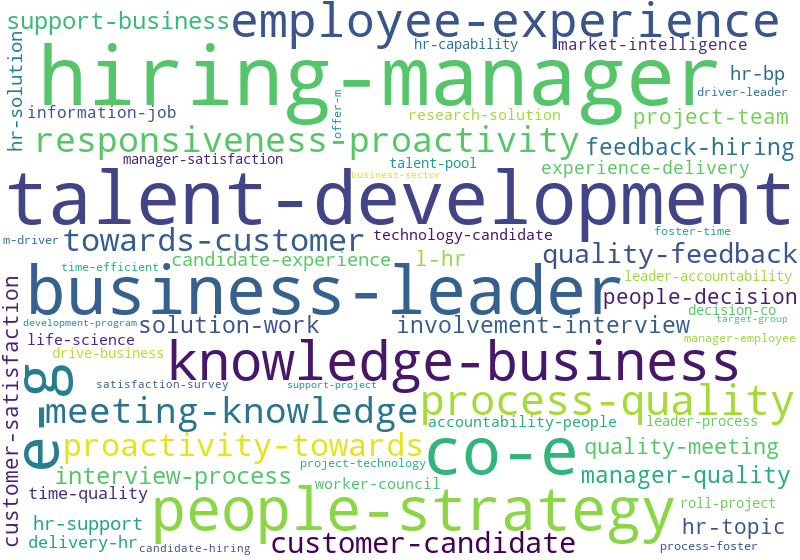 support-business
employee-experience
hr-solution
hr-capability
market-intelligence
hiring-manager
hr-bp
driver-leader
information-job
offer-m
research-solution
project-team
responsiveness-proactivity
feedback-hiring
manager-satisfaction
talent-pool
experience-delivery
business-sector
talent-development
m-driver
towards-customer
technology-candidate
foster-time
quality-feedback
candidate-experience
l-hr
time-efficient
leader-accountability
business-leader
people-decision
decision-co
development-program
solution-work
involvement-interview
target-group
customer-satisfaction
life-science
knowledge-business
manager-employee
drive-business
e-g
satisfaction-survey
support-project
process-quality
meeting-knowledge
accountability-people
leader-process
proactivity-towards
co-e
quality-meeting
project-technology
interview-process
worker-council
manager-quality
time-quality
people-strategy
roll-project
hr-support
hr-topic
delivery-hr
candidate-hiring
customer-candidate
process-foster